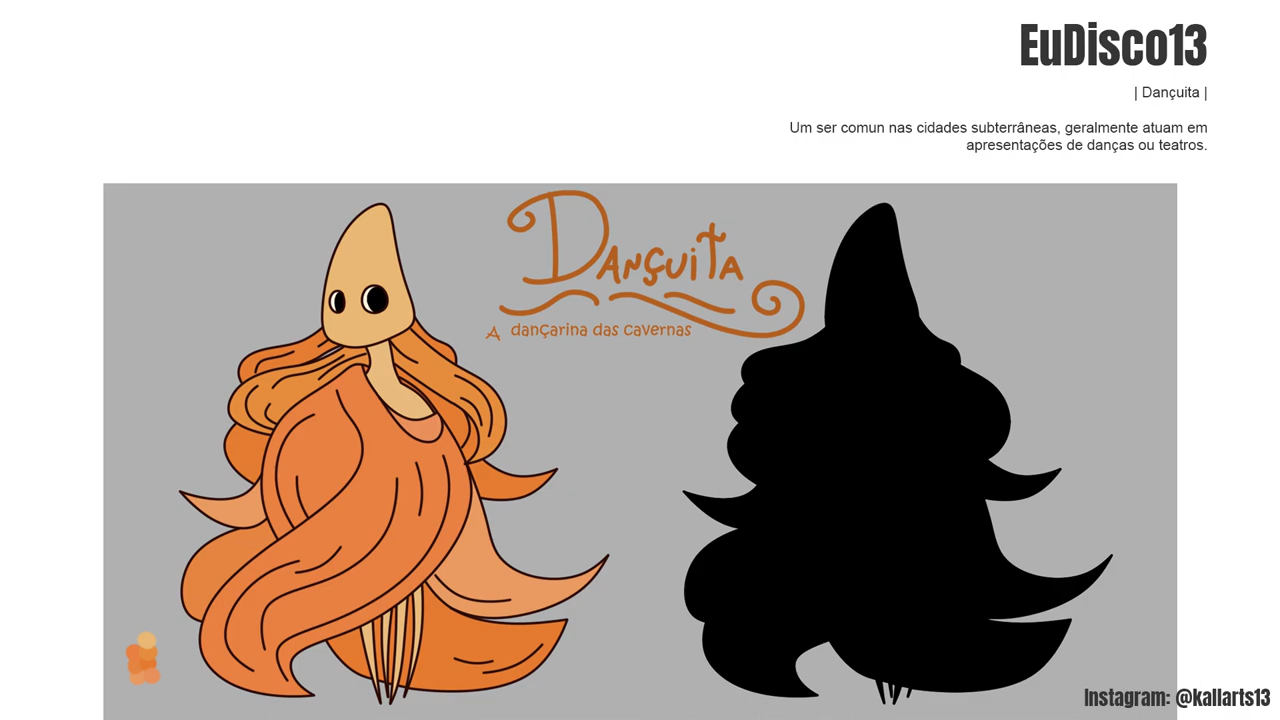 EuDisco13
| Dançuita |
Um ser comun nas cidades subterrâneas, geralmente atuam em
apresentações de danças ou teatros.
Dançuita
A dançarina das cavernas
Instagram: @kallarts13